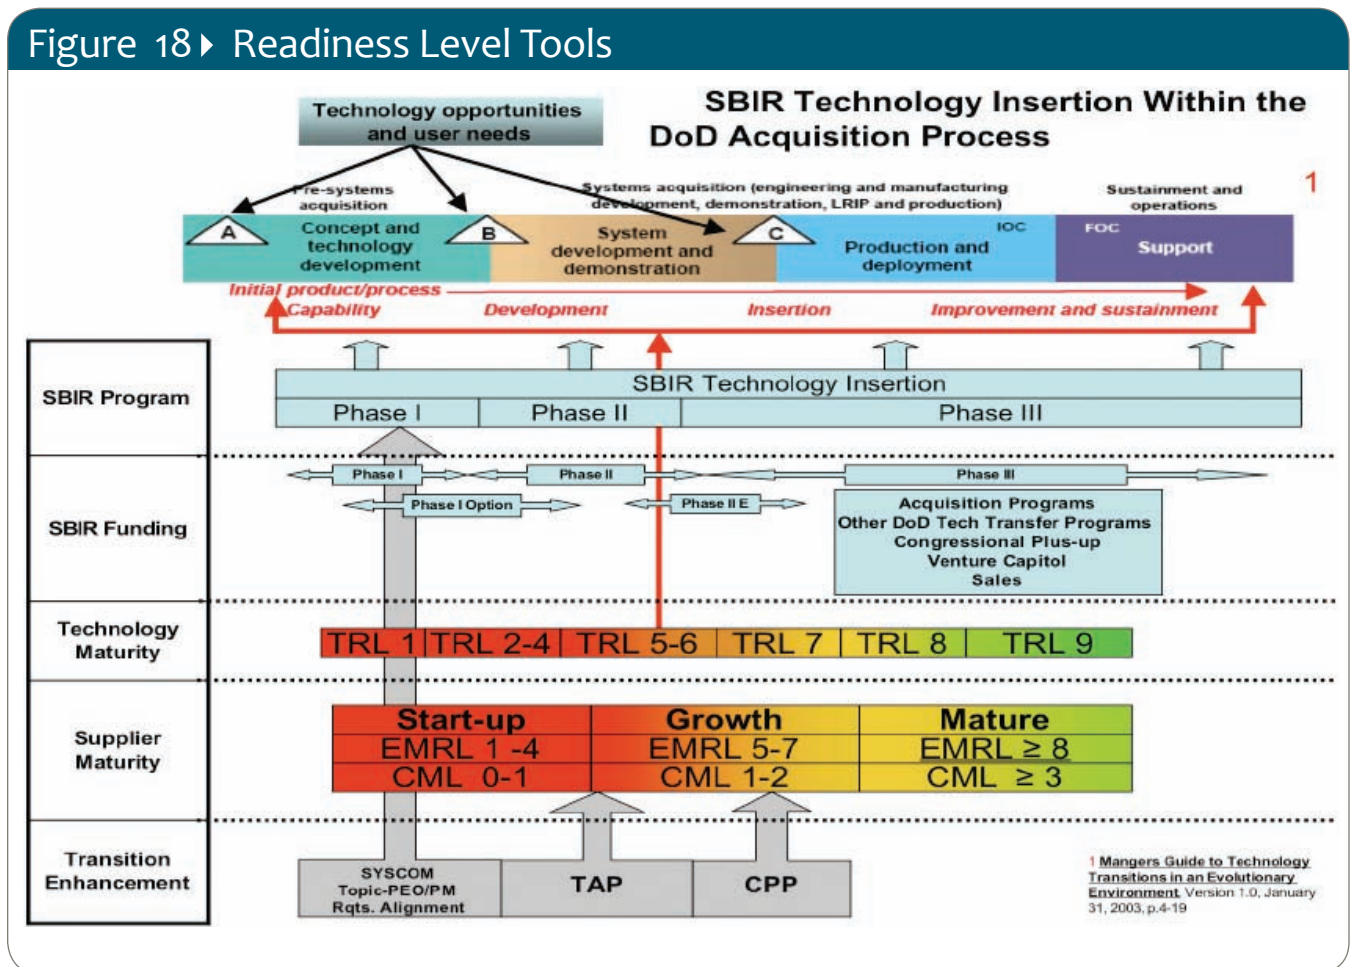 Figure 18 ▸ Readiness Level Tools
SBIR Technology Insertion Within the
DoD Acquisition Process
Technology opportunities
and user needs
1
Pre-systems
acquisition
Systems acquisition (engineering and manufacturing
development, demonstration, LRIP and production)
Sustainment and
operations
A
Concept and
technology
development
B
System
development and
demonstration
C
Production and
deployment
IOC
FOC
Support
Initial product/process
Capability
Development
Insertion
Improvement and sustainment
SBIR Program
SBIR Technology Insertion
Phase I
Phase II
Phase III
SBIR Funding
Phase I
Phase II
Phase III
Phase I Option
Phase II E
Acquisition Programs
Other DoD Tech Transfer Programs
Congressional Plus-up
Venture Capitol
Sales
Technology
Maturity
TRL 1
TRL 2-4
TRL 5-6
TRL 7
TRL 8
TRL 9
Supplier
Maturity
Start-up
Growth
Mature
EMRL 1 -4
EMRL 5-7
EMRL ≥ 8
CML 0-1
CML 1-2
CML ≥ 3
Transition
Enhancement
SYSCOM
Topic-PEO/PM
Rqts. Alignment
TAP
CPP
1 Mangers Guide to Technology
Transitions in an Evolutionary
Environment, Version 1.0, January
31, 2003, p.4-19